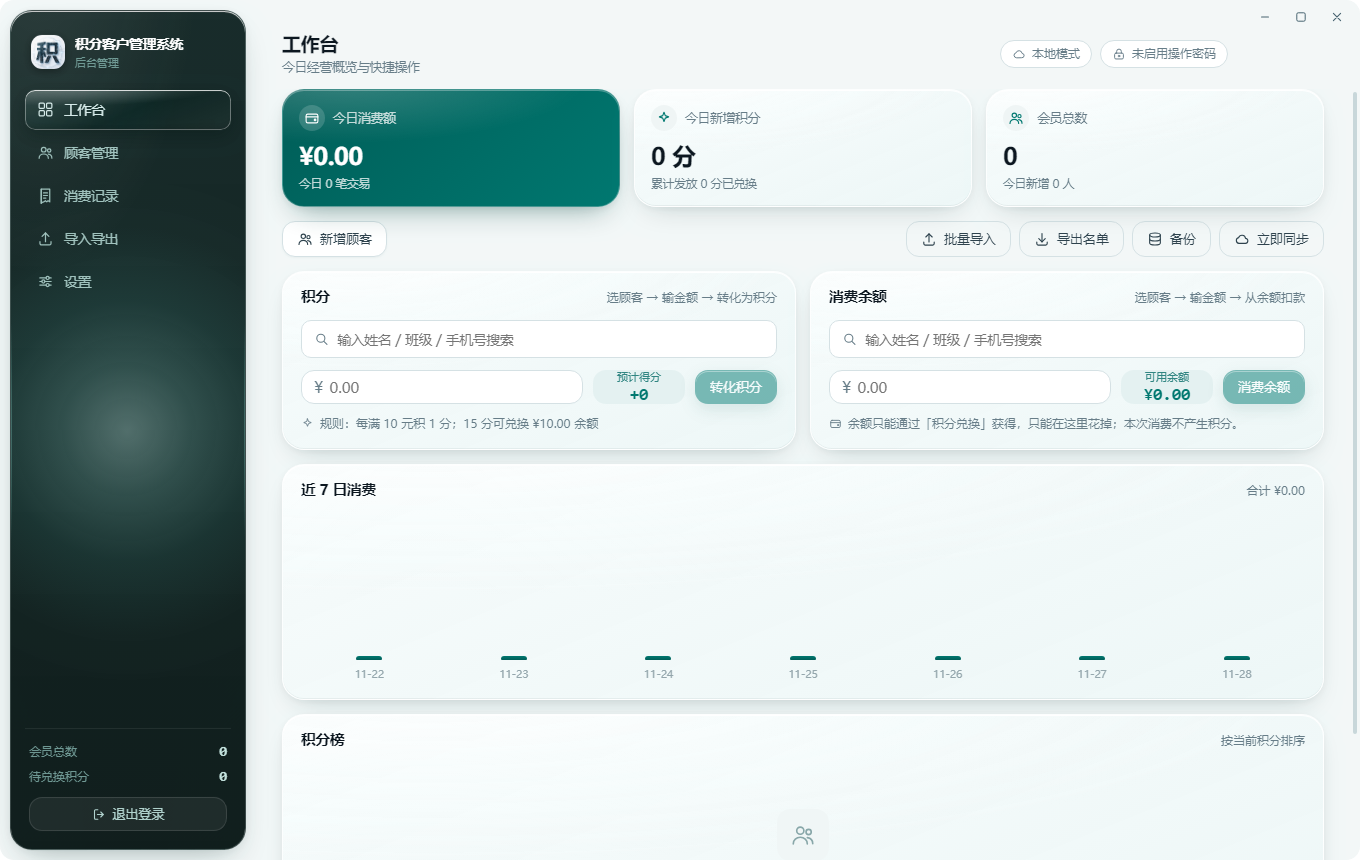 积
积分客户管理系统
后台管理
工作台
顾客管理
消费记录
导入导出
设置
会员总数 0
待兑换积分 0
退出登录
工作台
今日经营概览与快捷操作
本地模式
未启用操作密码
今日消费额
¥0.00
今日 0 笔交易
今日新增积分
0 分
累计发放 0 分已兑换
会员总数
0
今日新增 0 人
新增顾客
批量导入
导出名单
备份
立即同步
积分
选顾客 → 输金额 → 转化为积分
输入姓名 / 班级 / 手机号搜索
¥ 0.00
预计得分
+0
转化积分
规则：每满 10 元积 1 分；15 分可兑换 ¥10.00 余额
消费余额
选顾客 → 输金额 → 从余额扣款
输入姓名 / 班级 / 手机号搜索
¥ 0.00
可用余额
¥0.00
消费余额
余额只能通过「积分兑换」获得，只能在这里花掉；本次消费不产生积分。
近 7 日消费
合计 ¥0.00
11-22 11-23 11-24 11-25 11-26 11-27 11-28
积分榜
按当前积分排序